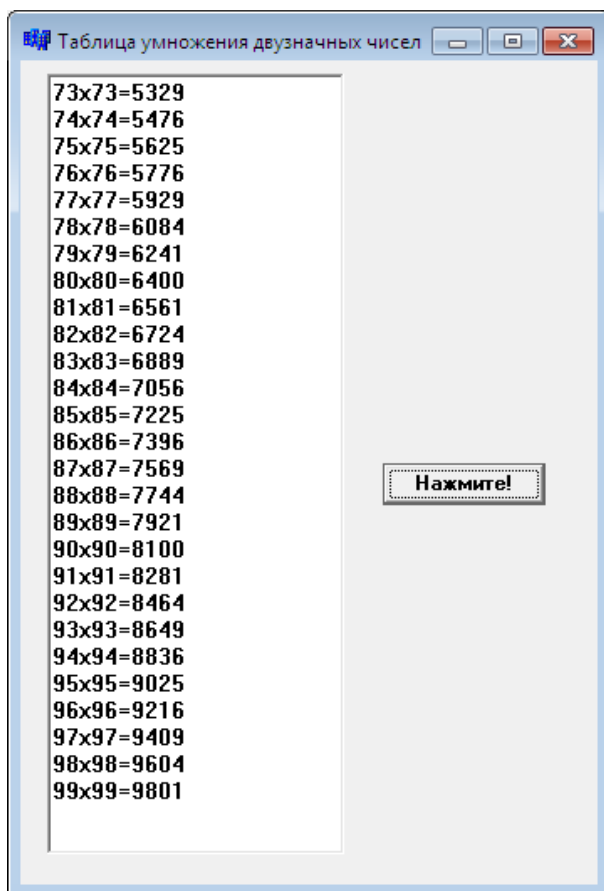 Таблица умножения двузначных чисел
73x73=5329
74x74=5476
75x75=5625
76x76=5776
77x77=5929
78x78=6084
79x79=6241
80x80=6400
81x81=6561
82x82=6724
83x83=6889
84x84=7056
85x85=7225
86x86=7396
87x87=7569
88x88=7744
89x89=7921
90x90=8100
91x91=8281
92x92=8464
93x93=8649
94x94=8836
95x95=9025
96x96=9216
97x97=9409
98x98=9604
99x99=9801
Нажмите!